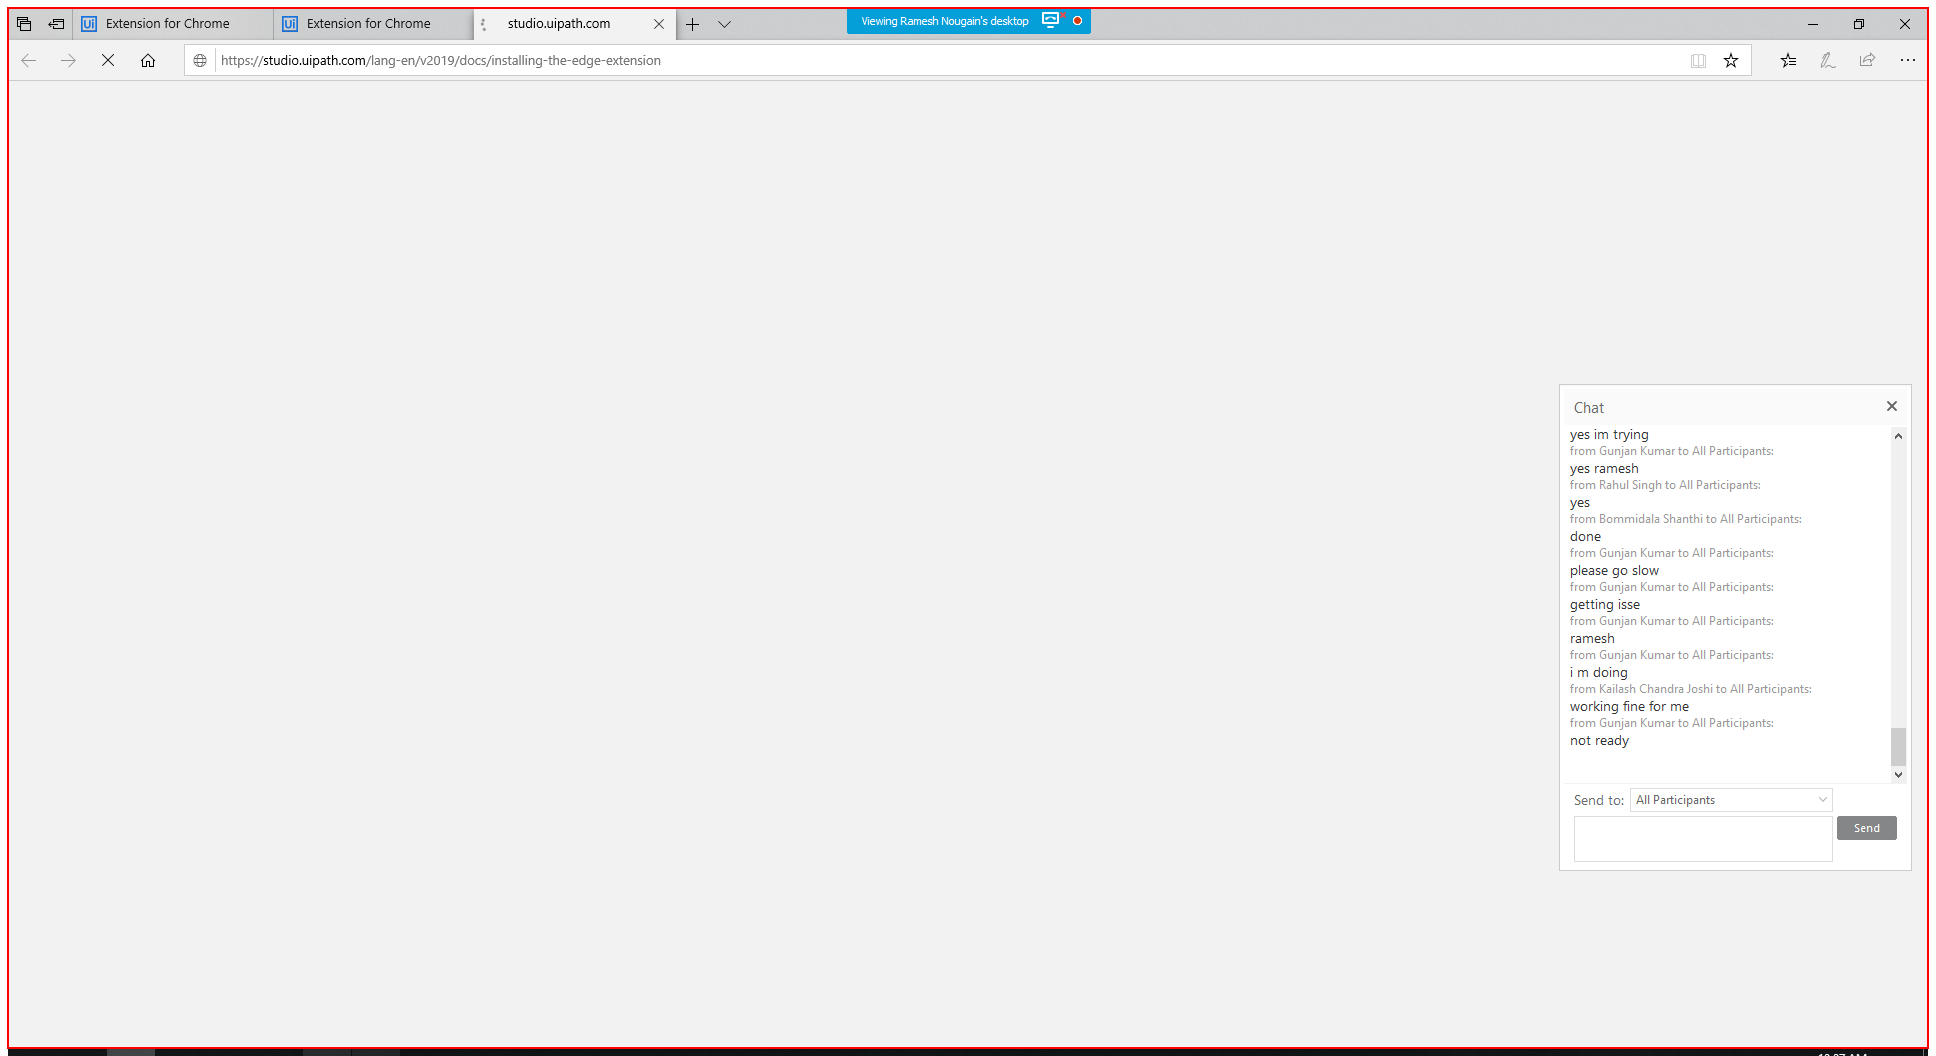 Ui Extension for Chrome
Ui Extension for Chrome
studio.uipath.com
Viewing Ramesh Nougain's desktop
https://studio.uipath.com/lang-en/v2019/docs/installing-the-edge-extension
Chat
yes im trying
from Gunjan Kumar to All Participants:
yes ramesh
from Rahul Singh to All Participants:
yes
from Bommidala Shanthi to All Participants:
done
from Gunjan Kumar to All Participants:
please go slow
from Gunjan Kumar to All Participants:
getting isse
from Gunjan Kumar to All Participants:
ramesh
from Gunjan Kumar to All Participants:
i m doing
from Kailash Chandra Joshi to All Participants:
working fine for me
from Gunjan Kumar to All Participants:
not ready
Send to: All Participants
Send